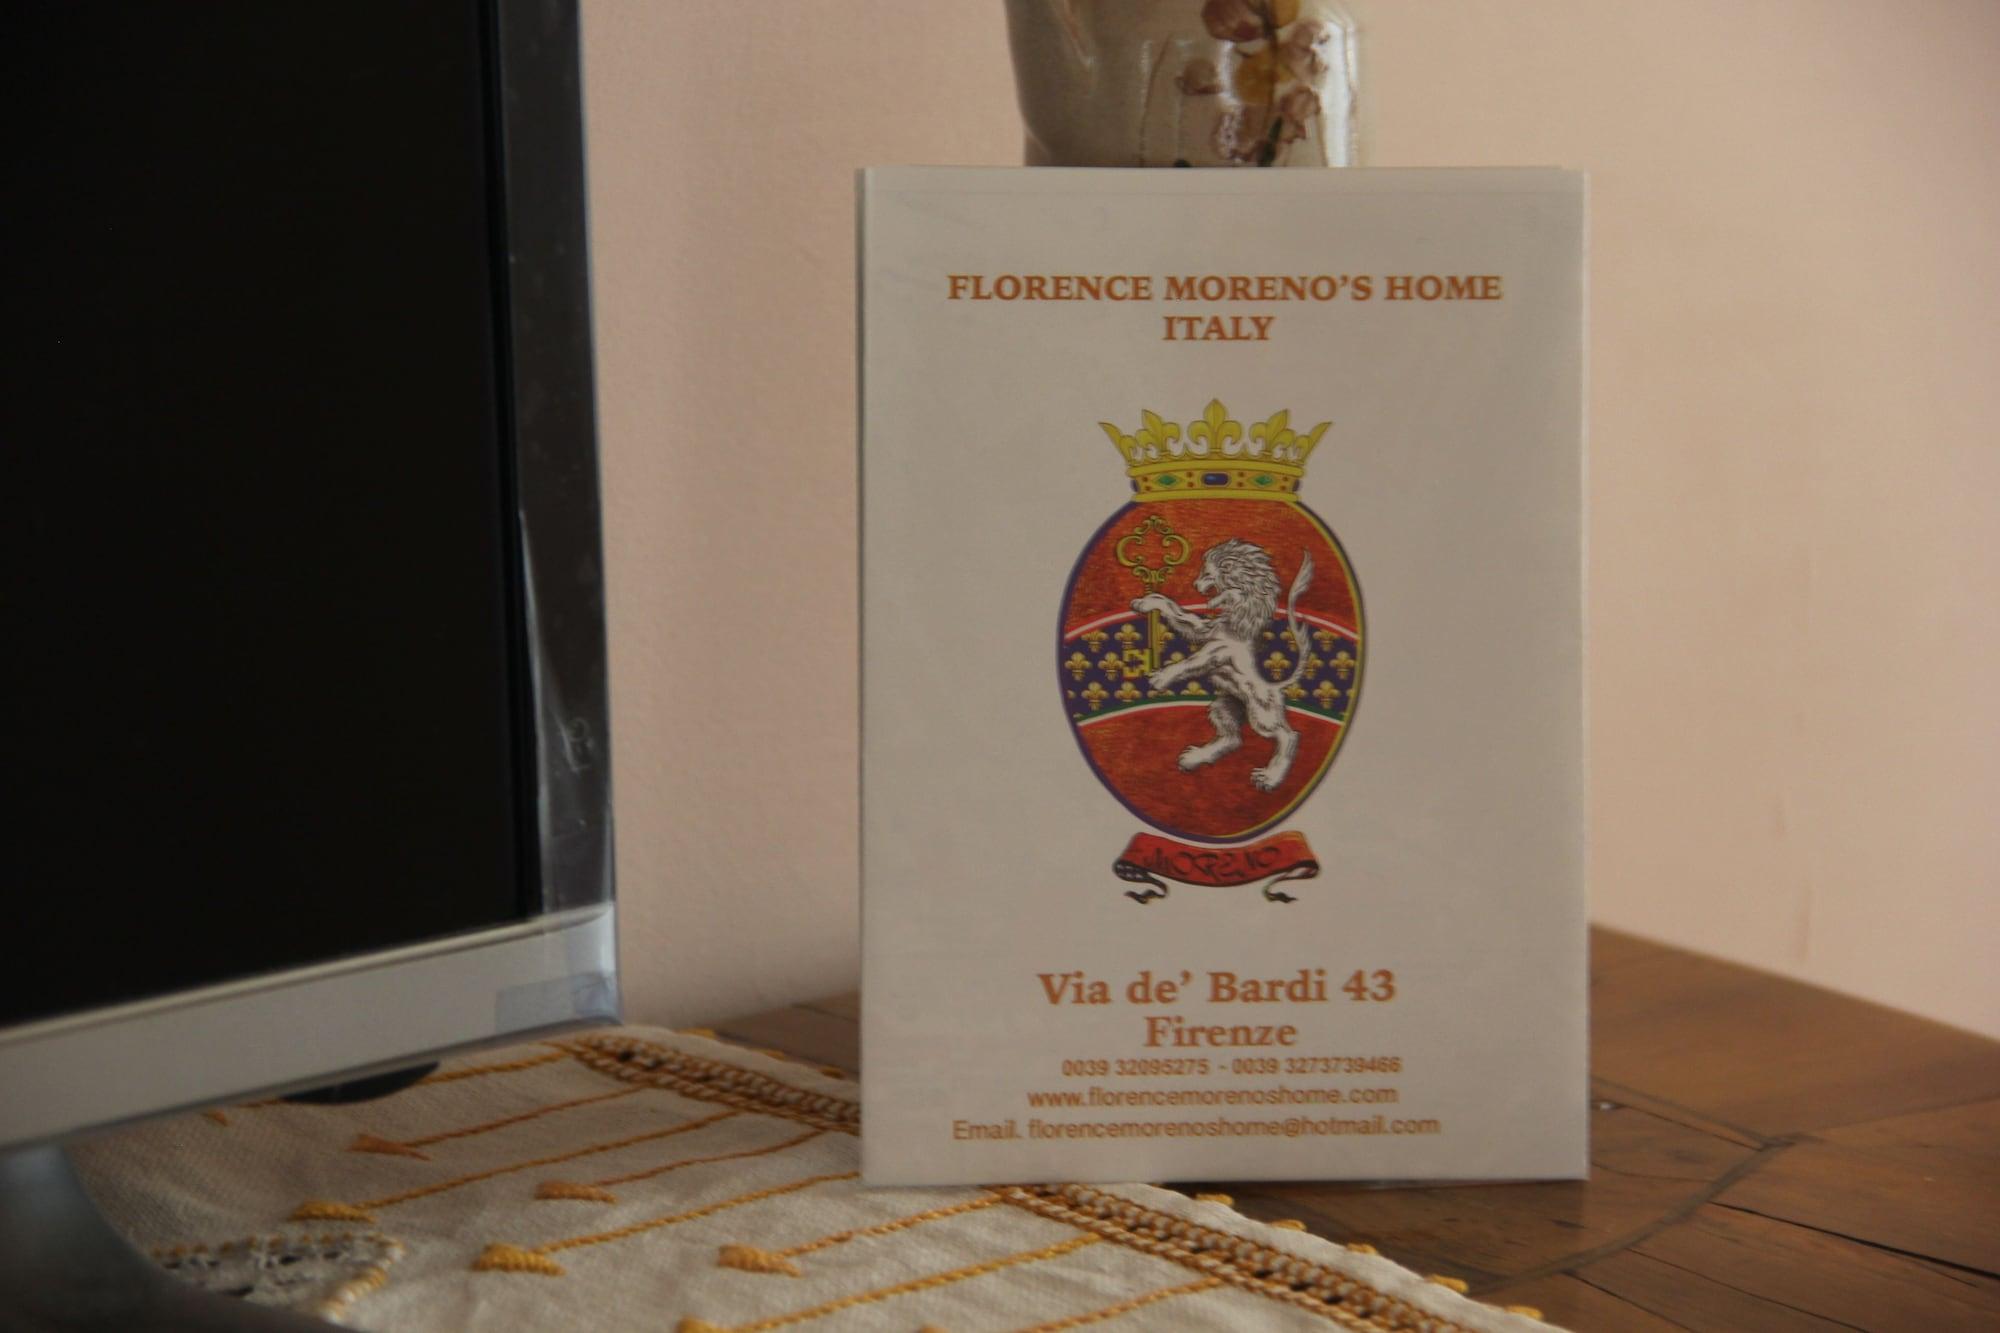 FLORENCE MORENO'S HOME
ITALY
MORENO
Via de' Bardi 43
Firenze
0039 32095275 - 0039 3273739466
www.florencemorenoshome.com
Email. florencemorenoshome@hotmail.com